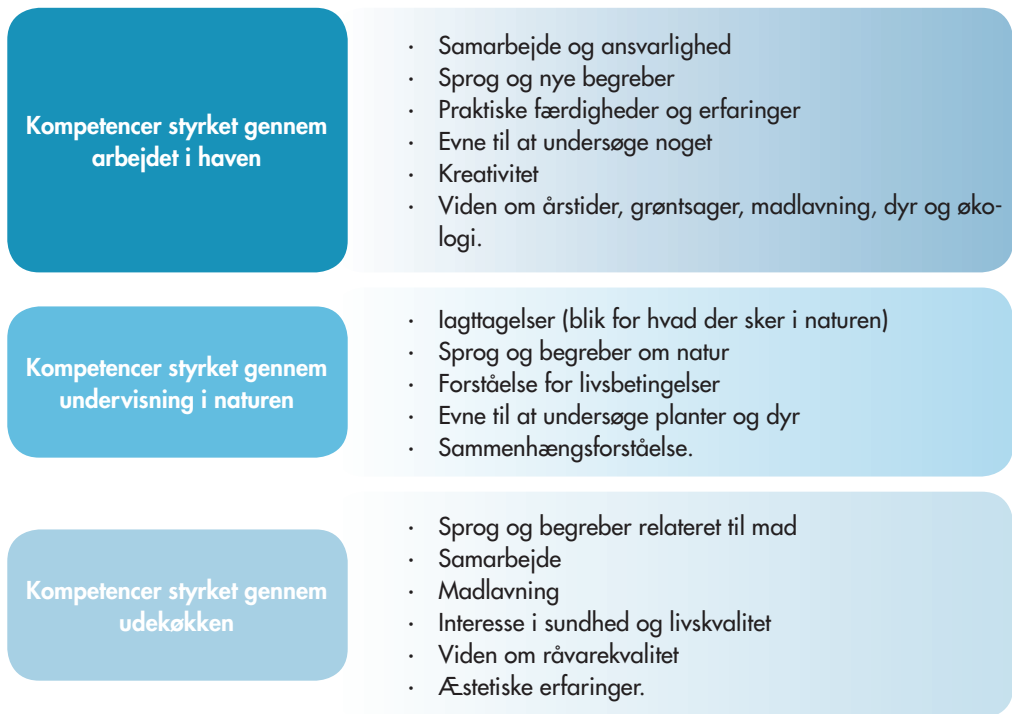 Kompetencer styrket gennem
arbejdet i haven
· Samarbejde og ansvarlighed
· Sprog og nye begreber
· Praktiske færdigheder og erfaringer
· Evne til at undersøge noget
· Kreativitet
· Viden om årstider, grøntsager, madlavning, dyr og øko-
logi.
Kompetencer styrket gennem
undervisning i naturen
· Iagttagelser (blik for hvad der sker i naturen)
· Sprog og begreber om natur
· Forståelse for livsbetingelser
· Evne til at undersøge planter og dyr
· Sammenhængsforståelse.
Kompetencer styrket gennem
udekøkken
· Sprog og begreber relateret til mad
· Samarbejde
· Madlavning
· Interesse i sundhed og livskvalitet
· Viden om råvarekvalitet
· Æstetiske erfaringer.